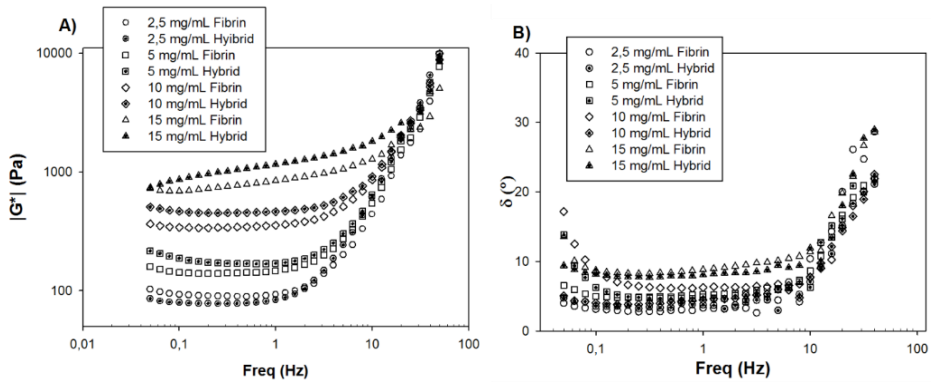 A)
2,5 mg/mL Fibrin
2,5 mg/mL Hyibrid
5 mg/mL Fibrin
5 mg/mL Hybrid
10 mg/mL Fibrin
10 mg/mL Hybrid
15 mg/mL Fibrin
15 mg/mL Hybrid
10000
1000
100
|G*| (Pa)
0,01
0,1
1
10
100
Freq (Hz)
B)
2,5 mg/mL Fibrin
2,5 mg/mL Hybrid
5 mg/mL Fibrin
5 mg/mL Hybrid
10 mg/mL Fibrin
10 mg/mL Hybrid
15 mg/mL Fibrin
15 mg/mL Hybrid
40
30
20
10
0
δ (º)
0,1
1
10
100
Freq (Hz)